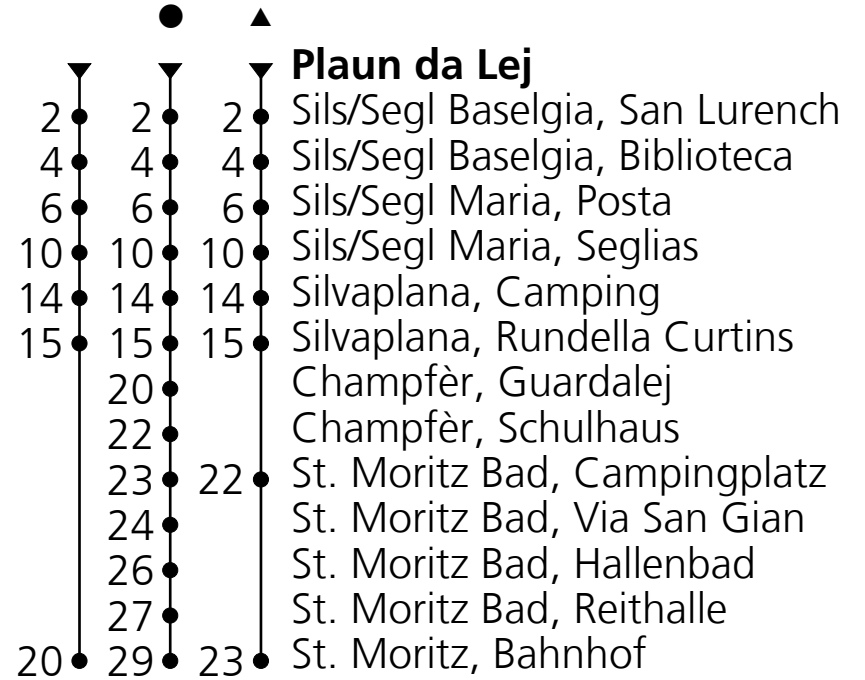 ● ▲
Plaun da Lej
2 2 2 Sils/Segl Baselgia, San Lurench
4 4 4 Sils/Segl Baselgia, Biblioteca
6 6 6 Sils/Segl Maria, Posta
10 10 10 Sils/Segl Maria, Seglias
14 14 14 Silvaplana, Camping
15 15 15 Silvaplana, Rundella Curtins
20 Champfèr, Guardalej
22 Champfèr, Schulhaus
23 22 St. Moritz Bad, Campingplatz
24 St. Moritz Bad, Via San Gian
26 St. Moritz Bad, Hallenbad
27 St. Moritz Bad, Reithalle
20 29 23 St. Moritz, Bahnhof